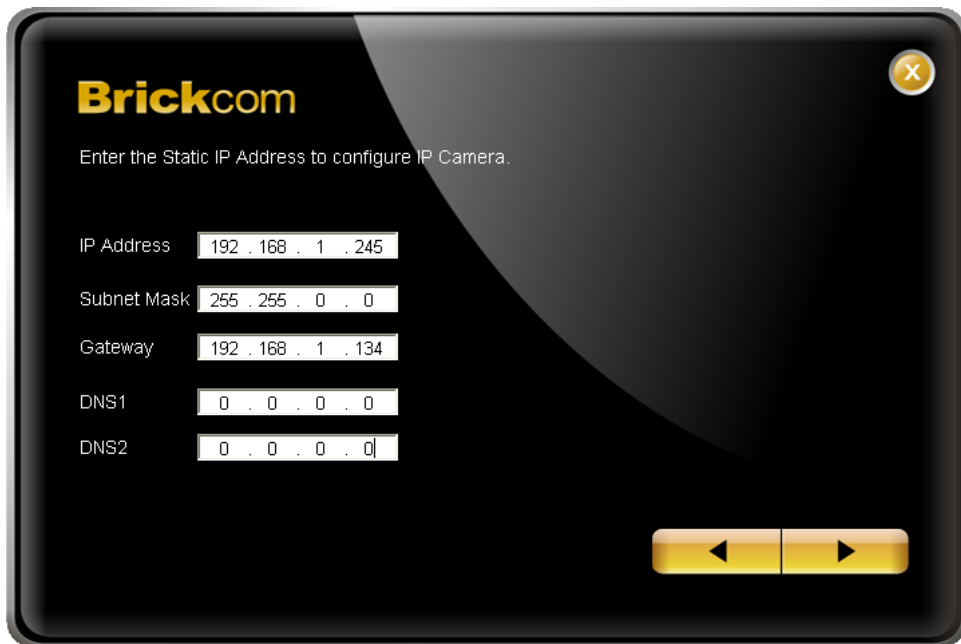 X
Brickcom
Enter the Static IP Address to configure IP Camera.
IP Address 192 . 168 . 1 . 245
Subnet Mask 255 . 255 . 0 . 0
Gateway 192 . 168 . 1 . 134
DNS1 0 . 0 . 0 . 0
DNS2 0 . 0 . 0 . 0